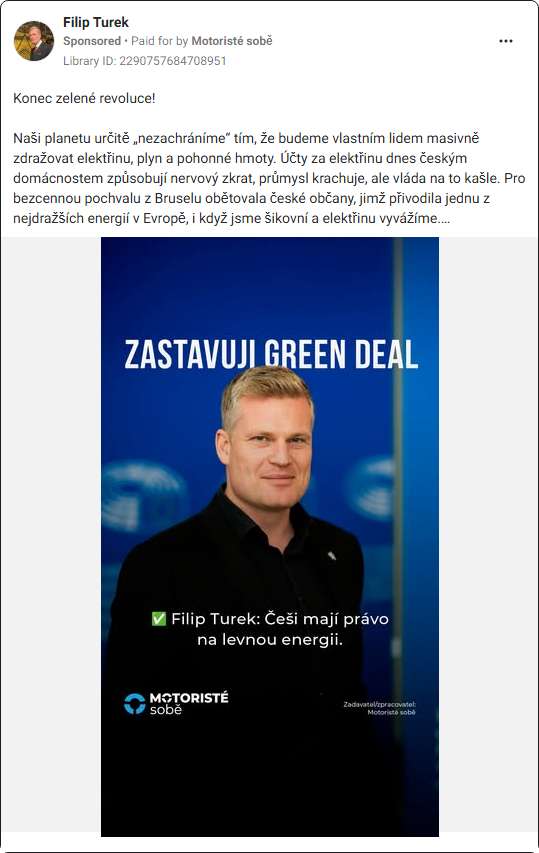 Filip Turek
Sponsored • Paid for by Motoristé sobě
Library ID: 2290757684708951
Konec zelené revoluce!
Naši planetu určitě „nezachráníme“ tím, že budeme vlastním lidem masivně
zdražovat elektřinu, plyn a pohonné hmoty. Účty za elektřinu dnes českým
domácnostem způsobují nervový zkrat, průmysl krachuje, ale vláda na to kašle. Pro
bezcennou pochvalu z Bruselu obětovala české občany, jimž přivodila jednu z
nejdražších energií v Evropě, i když jsme šikovní a elektřinu vyvážíme....
ZASTAVUJI GREEN DEAL
✅ Filip Turek: Češi mají právo
na levnou energii.
MOTORISTÉ
sobě
Zadavatel/zpracovatel:
Motoristé sobě